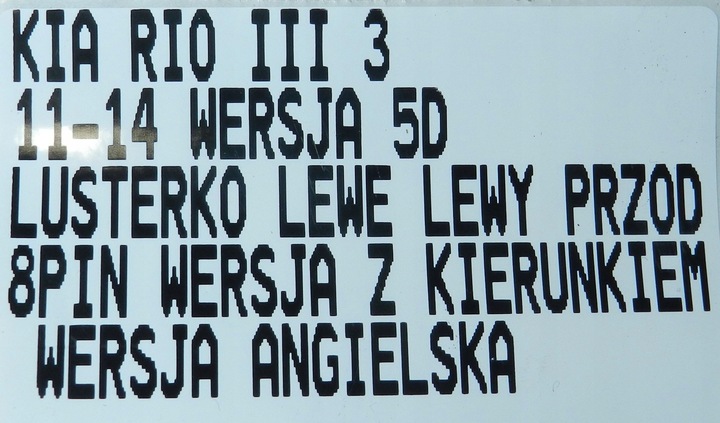 KIA RIO III 3
11-14 WERSJA 5D
LUSTERKO LEWE LEWY PRZOD
8PIN WERSJA Z KIERUNKIEM
WERSJA ANGIELSKA